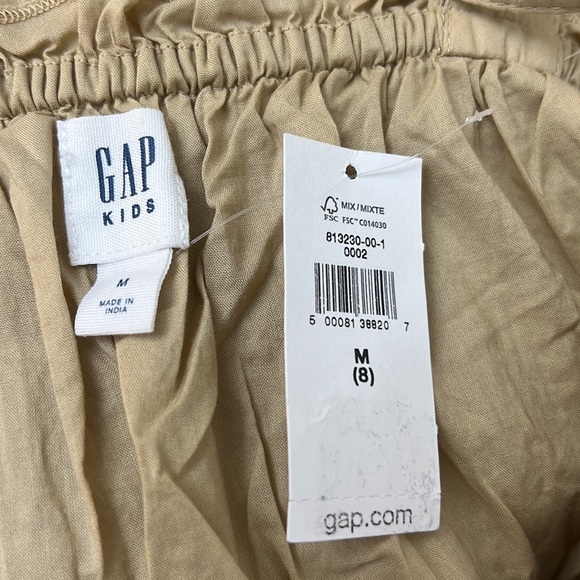 GAP
KIDS
M
MADE IN
INDIA
MIX / MIXTE
FSC FSC™ C014030
813230-00-1
0002
5 00081 38820 7
M
(8)
gap.com